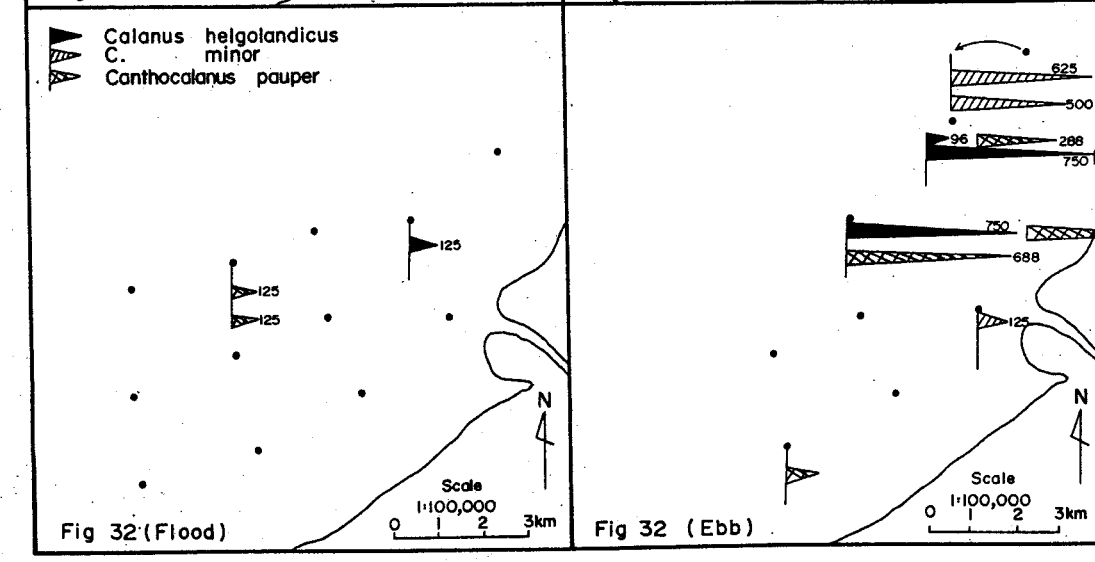 Calanus helgolandicus
C. minor
Canthocalanus pauper
125
125
125
N
Scale
1:100,000
0 1 2 3km
Fig 32 (Flood)
625
500
96 288
750
750
688
125
N
Scale
1:100,000
0 1 2 3km
Fig 32 (Ebb)